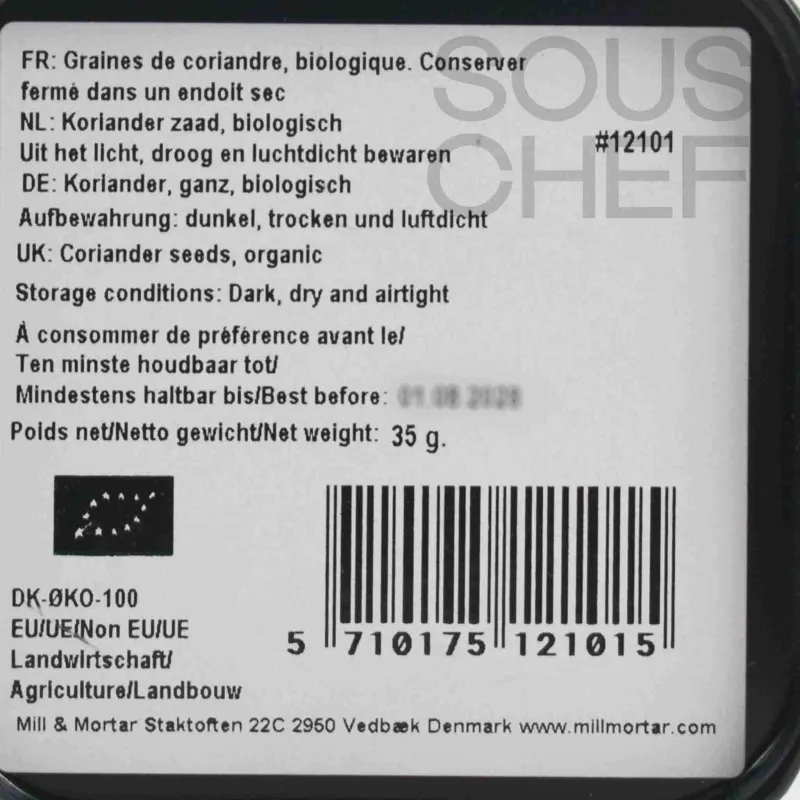 SOUS
CHEF
FR: Graines de coriandre, biologique. Conserver
fermé dans un endoit sec
NL: Koriander zaad, biologisch
#12101
Uit het licht, droog en luchtdicht bewaren
DE: Koriander, ganz, biologisch
Aufbewahrung: dunkel, trocken und luftdicht
UK: Coriander seeds, organic
Storage conditions: Dark, dry and airtight
À consommer de préférence avant le/
Ten minste houdbaar tot/
Mindestens haltbar bis/Best before:
Poids net/Netto gewicht/Net weight: 35 g.
DK-ØKO-100
EU/UE/Non EU/UE
Landwirtschaft/
Agriculture/Landbouw
5 710175 121015
Mill & Mortar Staktoften 22C 2950 Vedbæk Denmark www.millmortar.com